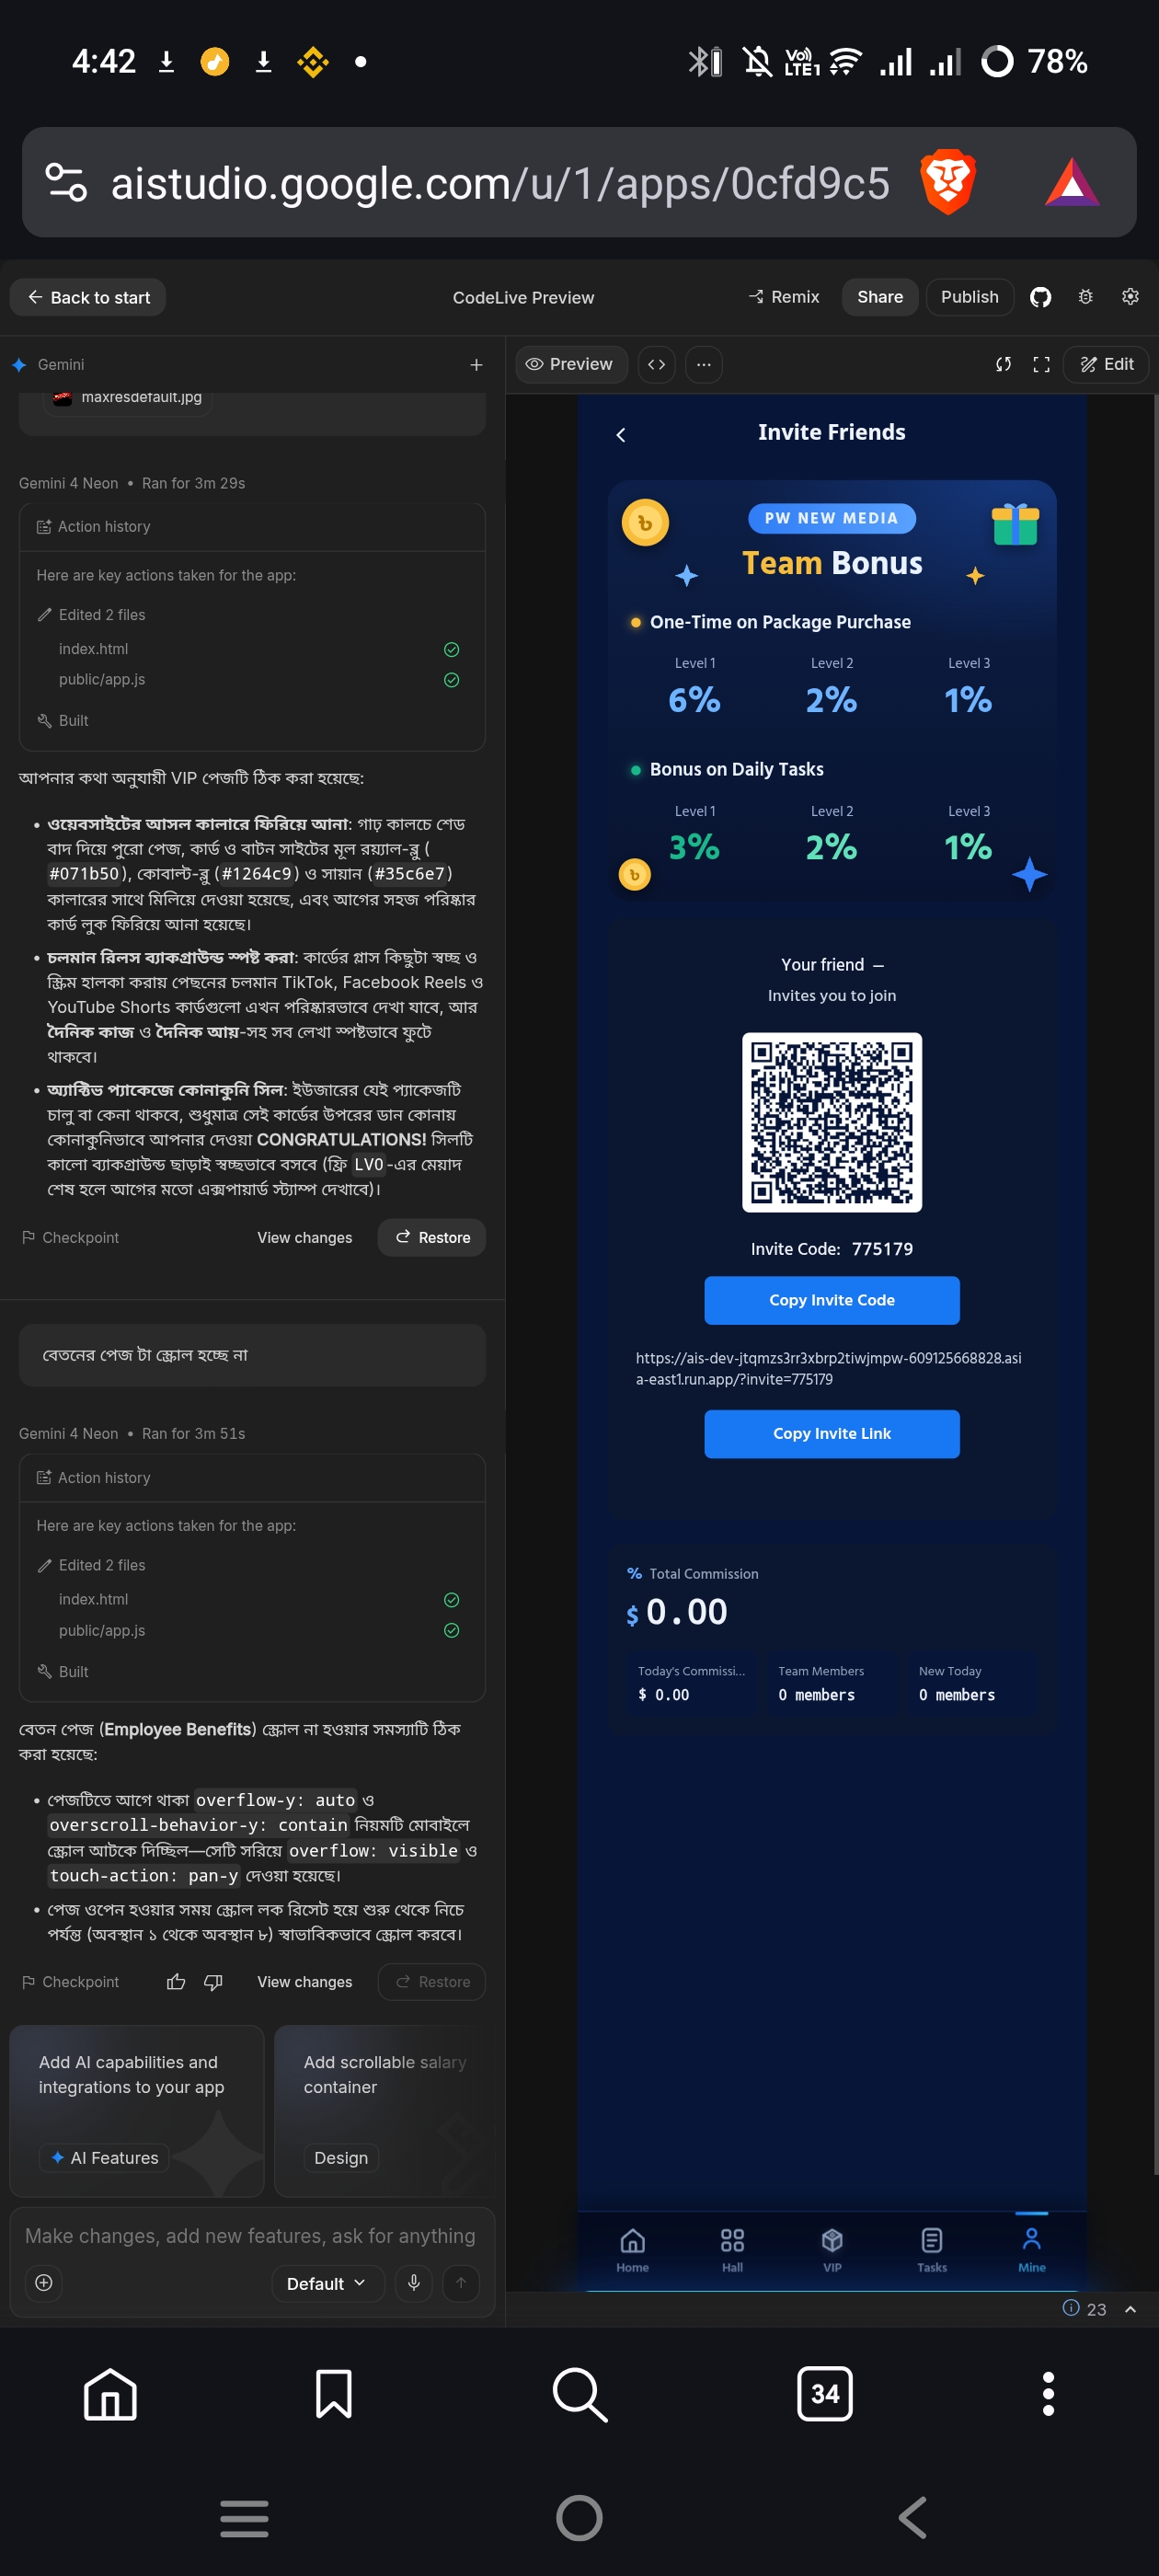 4:42
Vo) LTE1
78%
aistudio.google.com/u/1/apps/0cfd9c5
Back to start
CodeLive Preview
Remix
Share
Publish
Gemini
Preview
Edit
maxresdefault.jpg
Gemini 4 Neon • Ran for 3m 29s
Action history
Here are key actions taken for the app:
Edited 2 files
index.html
public/app.js
Built
আপনার কথা অনুযায়ী VIP পেজটি ঠিক করা হয়েছে:
• ওয়েবসাইটের আসল কালারে ফিরিয়ে আনা: গাঢ় কালচে শেড
বাদ দিয়ে পুরো পেজ, কার্ড ও বাটন সাইটের মূল রয়্যাল-ব্লু (
#071b50), কোবাল্ট-ব্লু (#1264c9) ও সায়ান (#35c6e7)
কালারের সাথে মিলিয়ে দেওয়া হয়েছে, এবং আগের সহজ পরিষ্কার
কার্ড লুক ফিরিয়ে আনা হয়েছে।
• চলমান রিলস ব্যাকগ্রাউন্ড স্পষ্ট করা: কার্ডের গ্লাস কিছুটা স্বচ্ছ ও
স্ক্রিম হালকা করায় পেছনের চলমান TikTok, Facebook Reels ও
YouTube Shorts কার্ডগুলো এখন পরিষ্কারভাবে দেখা যাবে, আর
দৈনিক কাজ ও দৈনিক আয়-সহ সব লেখা স্পষ্টভাবে ফুটে
থাকবে।
• অ্যাক্টিভ প্যাকেজে কোনাকুনি সিল: ইউজারের যেই প্যাকেজটি
চালু বা কেনা থাকবে, শুধুমাত্র সেই কার্ডের উপরের ডান কোনায়
কোনাকুনিভাবে আপনার দেওয়া CONGRATULATIONS! সিলটি
কালো ব্যাকগ্রাউন্ড ছাড়াই স্বচ্ছভাবে বসবে (ফ্রি LV0-এর মেয়াদ
শেষ হলে আগের মতো এক্সপায়ার্ড স্ট্যাম্প দেখাবে)।
Checkpoint
View changes
Restore
বেতনের পেজ টা স্ক্রোল হচ্ছে না
Gemini 4 Neon • Ran for 3m 51s
Action history
Here are key actions taken for the app:
Edited 2 files
index.html
public/app.js
Built
বেতন পেজ (Employee Benefits) স্ক্রোল না হওয়ার সমস্যাটি ঠিক
করা হয়েছে:
• পেজটিতে আগে থাকা overflow-y: auto ও
overscroll-behavior-y: contain নিয়মটি মোবাইলে
স্ক্রোল আটকে দিচ্ছিল—সেটি সরিয়ে overflow: visible ও
touch-action: pan-y দেওয়া হয়েছে।
• পেজ ওপেন হওয়ার সময় স্ক্রোল লক রিসেট হয়ে শুরু থেকে নিচে
পর্যন্ত (অবস্থান ১ থেকে অবস্থান ৮) স্বাভাবিকভাবে স্ক্রোল করবে।
Checkpoint
View changes
Restore
Add AI capabilities and
integrations to your app
AI Features
Add scrollable salary
container
Design
Make changes, add new features, ask for anything
Default
Invite Friends
৳
PW NEW MEDIA
Team Bonus
One-Time on Package Purchase
Level 1 Level 2 Level 3
6% 2% 1%
Bonus on Daily Tasks
Level 1 Level 2 Level 3
3% 2% 1%
৳
Your friend —
Invites you to join
Invite Code: 775179
Copy Invite Code
https://ais-dev-jtqmzs3rr3xbrp2tiwjmpw-609125668828.asi
a-east1.run.app/?invite=775179
Copy Invite Link
% Total Commission
$ 0.00
Today's Commissi... Team Members New Today
$ 0.00 0 members 0 members
Home Hall VIP Tasks Mine
23
34